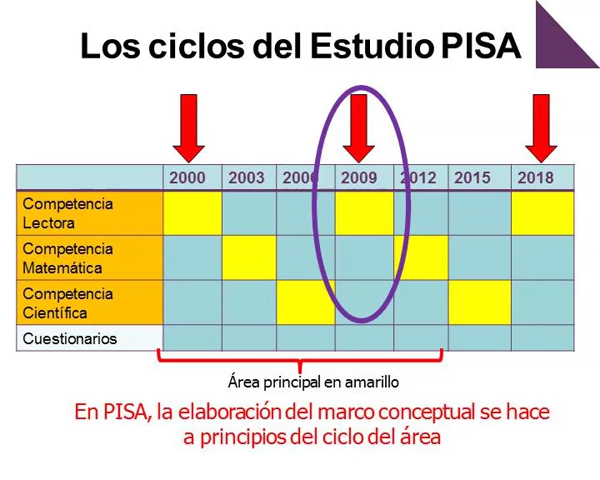 Los ciclos del Estudio PISA
2000 2003 2006 2009 2012 2015 2018
Competencia
Lectora
Competencia
Matemática
Competencia
Científica
Cuestionarios
Área principal en amarillo
En PISA, la elaboración del marco conceptual se hace
a principios del ciclo del área